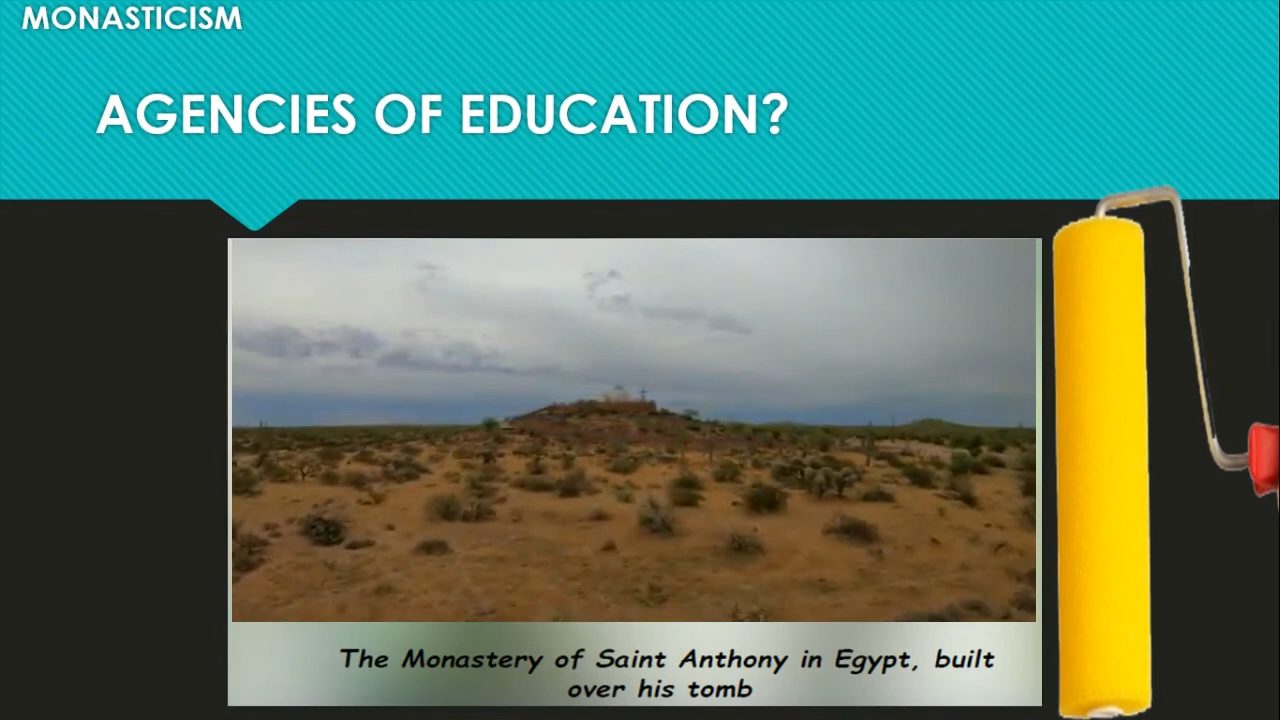 MONASTICISM
AGENCIES OF EDUCATION?
The Monastery of Saint Anthony in Egypt, built
over his tomb